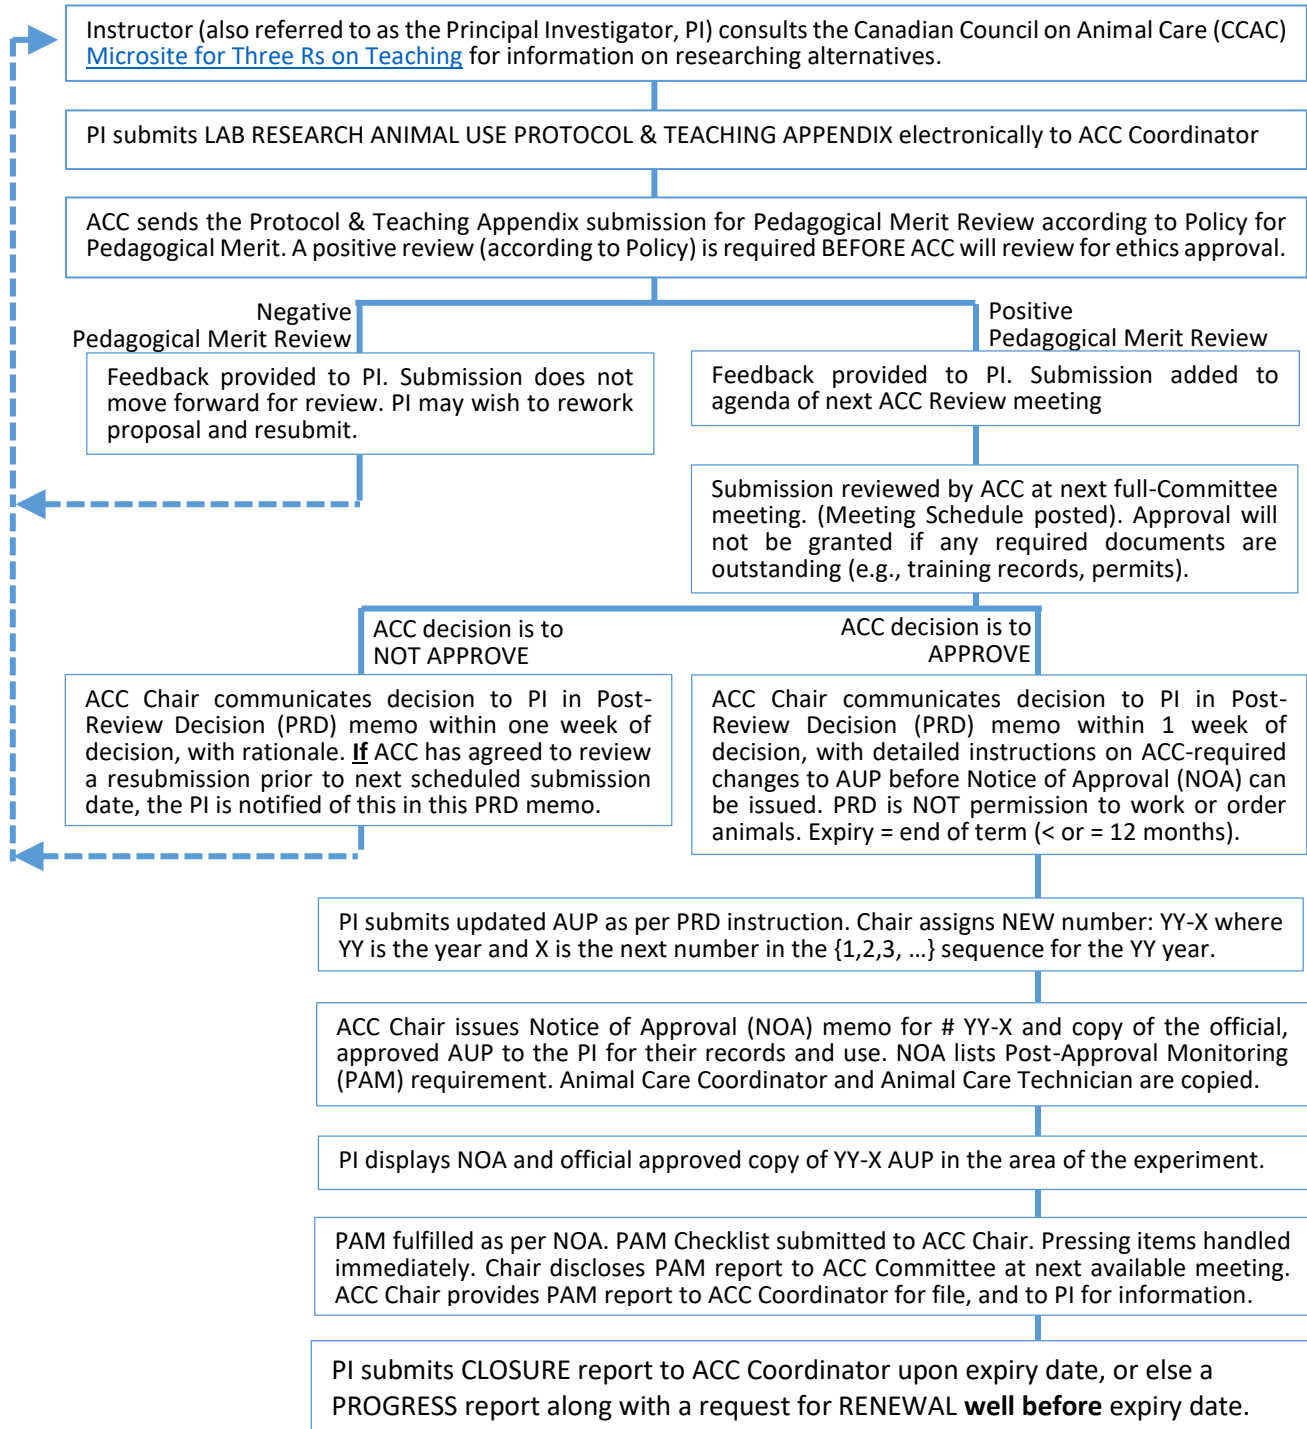 Instructor (also referred to as the Principal Investigator, PI) consults the Canadian Council on Animal Care (CCAC)
Microsite for Three Rs on Teaching for information on researching alternatives.
PI submits LAB RESEARCH ANIMAL USE PROTOCOL & TEACHING APPENDIX electronically to ACC Coordinator
ACC sends the Protocol & Teaching Appendix submission for Pedagogical Merit Review according to Policy for
Pedagogical Merit. A positive review (according to Policy) is required BEFORE ACC will review for ethics approval.
Negative
Pedagogical Merit Review
Positive
Pedagogical Merit Review
Feedback provided to PI. Submission does not
move forward for review. PI may wish to rework
proposal and resubmit.
Feedback provided to PI. Submission added to
agenda of next ACC Review meeting
Submission reviewed by ACC at next full-Committee
meeting. (Meeting Schedule posted). Approval will
not be granted if any required documents are
outstanding (e.g., training records, permits).
ACC decision is to
NOT APPROVE
ACC decision is to
APPROVE
ACC Chair communicates decision to PI in Post-
Review Decision (PRD) memo within one week of
decision, with rationale. If ACC has agreed to review
a resubmission prior to next scheduled submission
date, the PI is notified of this in this PRD memo.
ACC Chair communicates decision to PI in Post-
Review Decision (PRD) memo within 1 week of
decision, with detailed instructions on ACC-required
changes to AUP before Notice of Approval (NOA) can
be issued. PRD is NOT permission to work or order
animals. Expiry = end of term (< or = 12 months).
PI submits updated AUP as per PRD instruction. Chair assigns NEW number: YY-X where
YY is the year and X is the next number in the {1,2,3, …} sequence for the YY year.
ACC Chair issues Notice of Approval (NOA) memo for # YY-X and copy of the official,
approved AUP to the PI for their records and use. NOA lists Post-Approval Monitoring
(PAM) requirement. Animal Care Coordinator and Animal Care Technician are copied.
PI displays NOA and official approved copy of YY-X AUP in the area of the experiment.
PAM fulfilled as per NOA. PAM Checklist submitted to ACC Chair. Pressing items handled
immediately. Chair discloses PAM report to ACC Committee at next available meeting.
ACC Chair provides PAM report to ACC Coordinator for file, and to PI for information.
PI submits CLOSURE report to ACC Coordinator upon expiry date, or else a
PROGRESS report along with a request for RENEWAL well before expiry date.